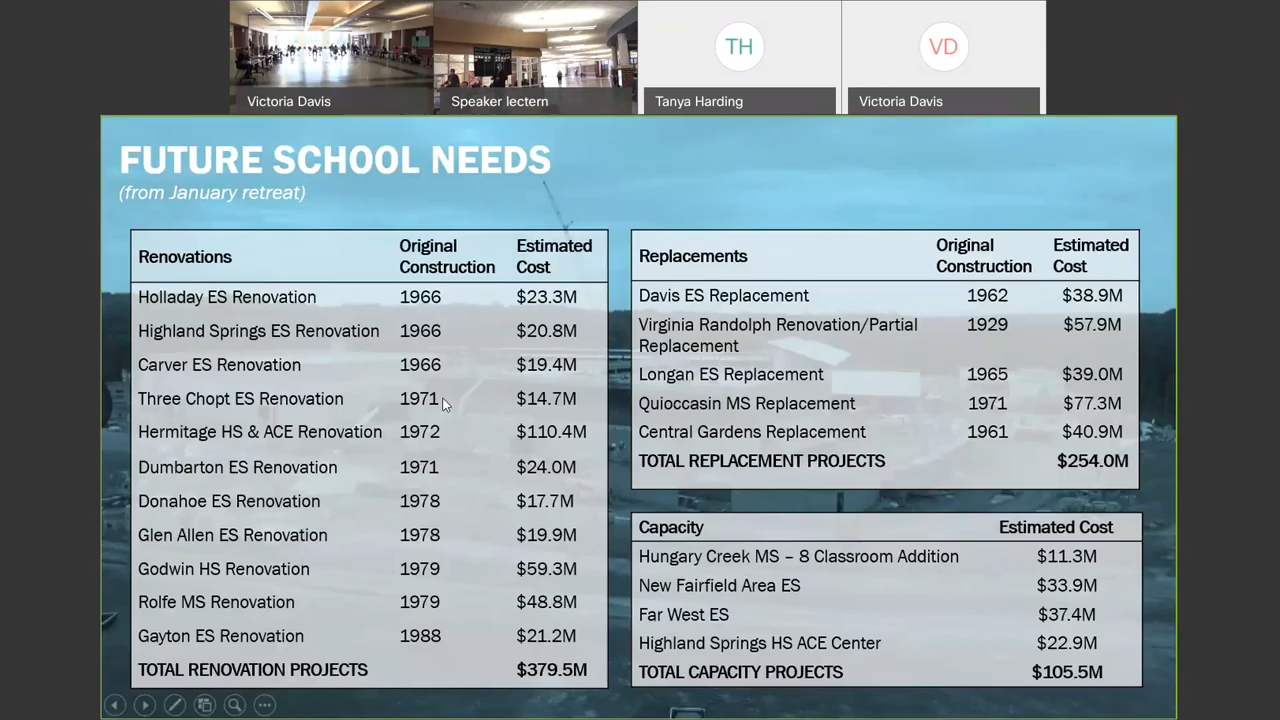 TH
VD
Victoria Davis
Speaker lectern
Tanya Harding
Victoria Davis
FUTURE SCHOOL NEEDS
(from January retreat)
Renovations Original Construction Estimated Cost
Holladay ES Renovation 1966 $23.3M
Highland Springs ES Renovation 1966 $20.8M
Carver ES Renovation 1966 $19.4M
Three Chopt ES Renovation 1971 $14.7M
Hermitage HS & ACE Renovation 1972 $110.4M
Dumbarton ES Renovation 1971 $24.0M
Donahoe ES Renovation 1978 $17.7M
Glen Allen ES Renovation 1978 $19.9M
Godwin HS Renovation 1979 $59.3M
Rolfe MS Renovation 1979 $48.8M
Gayton ES Renovation 1988 $21.2M
TOTAL RENOVATION PROJECTS $379.5M
Replacements Original Construction Estimated Cost
Davis ES Replacement 1962 $38.9M
Virginia Randolph Renovation/Partial 1929 $57.9M
Replacement
Longan ES Replacement 1965 $39.0M
Quioccasin MS Replacement 1971 $77.3M
Central Gardens Replacement 1961 $40.9M
TOTAL REPLACEMENT PROJECTS $254.0M
Capacity Estimated Cost
Hungary Creek MS – 8 Classroom Addition $11.3M
New Fairfield Area ES $33.9M
Far West ES $37.4M
Highland Springs HS ACE Center $22.9M
TOTAL CAPACITY PROJECTS $105.5M